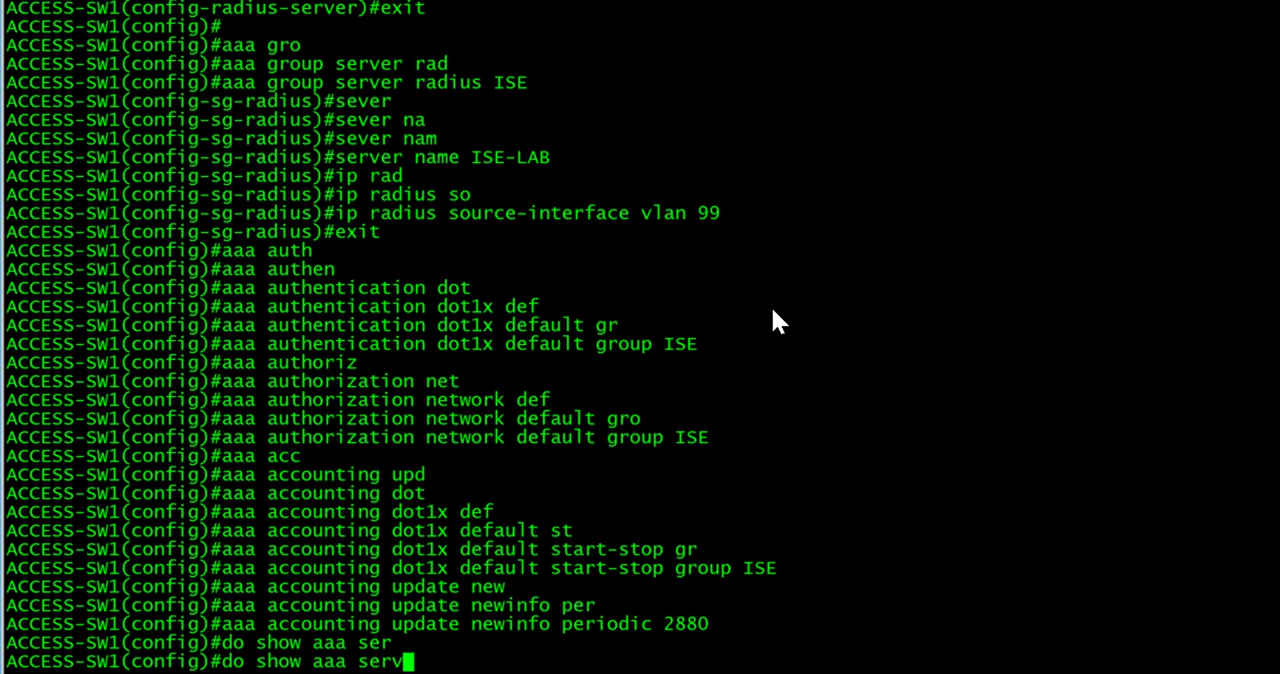 ACCESS-SW1(config-radius-server)#exit
ACCESS-SW1(config)#
ACCESS-SW1(config)#aaa gro
ACCESS-SW1(config)#aaa group server rad
ACCESS-SW1(config)#aaa group server radius ISE
ACCESS-SW1(config-sg-radius)#sever
ACCESS-SW1(config-sg-radius)#sever na
ACCESS-SW1(config-sg-radius)#sever nam
ACCESS-SW1(config-sg-radius)#server name ISE-LAB
ACCESS-SW1(config-sg-radius)#ip rad
ACCESS-SW1(config-sg-radius)#ip radius so
ACCESS-SW1(config-sg-radius)#ip radius source-interface vlan 99
ACCESS-SW1(config-sg-radius)#exit
ACCESS-SW1(config)#aaa auth
ACCESS-SW1(config)#aaa authen
ACCESS-SW1(config)#aaa authentication dot
ACCESS-SW1(config)#aaa authentication dot1x def
ACCESS-SW1(config)#aaa authentication dot1x default gr
ACCESS-SW1(config)#aaa authentication dot1x default group ISE
ACCESS-SW1(config)#aaa authoriz
ACCESS-SW1(config)#aaa authorization net
ACCESS-SW1(config)#aaa authorization network def
ACCESS-SW1(config)#aaa authorization network default gro
ACCESS-SW1(config)#aaa authorization network default group ISE
ACCESS-SW1(config)#aaa acc
ACCESS-SW1(config)#aaa accounting upd
ACCESS-SW1(config)#aaa accounting dot
ACCESS-SW1(config)#aaa accounting dot1x def
ACCESS-SW1(config)#aaa accounting dot1x default st
ACCESS-SW1(config)#aaa accounting dot1x default start-stop gr
ACCESS-SW1(config)#aaa accounting dot1x default start-stop group ISE
ACCESS-SW1(config)#aaa accounting update new
ACCESS-SW1(config)#aaa accounting update newinfo per
ACCESS-SW1(config)#aaa accounting update newinfo periodic 2880
ACCESS-SW1(config)#do show aaa ser
ACCESS-SW1(config)#do show aaa serv